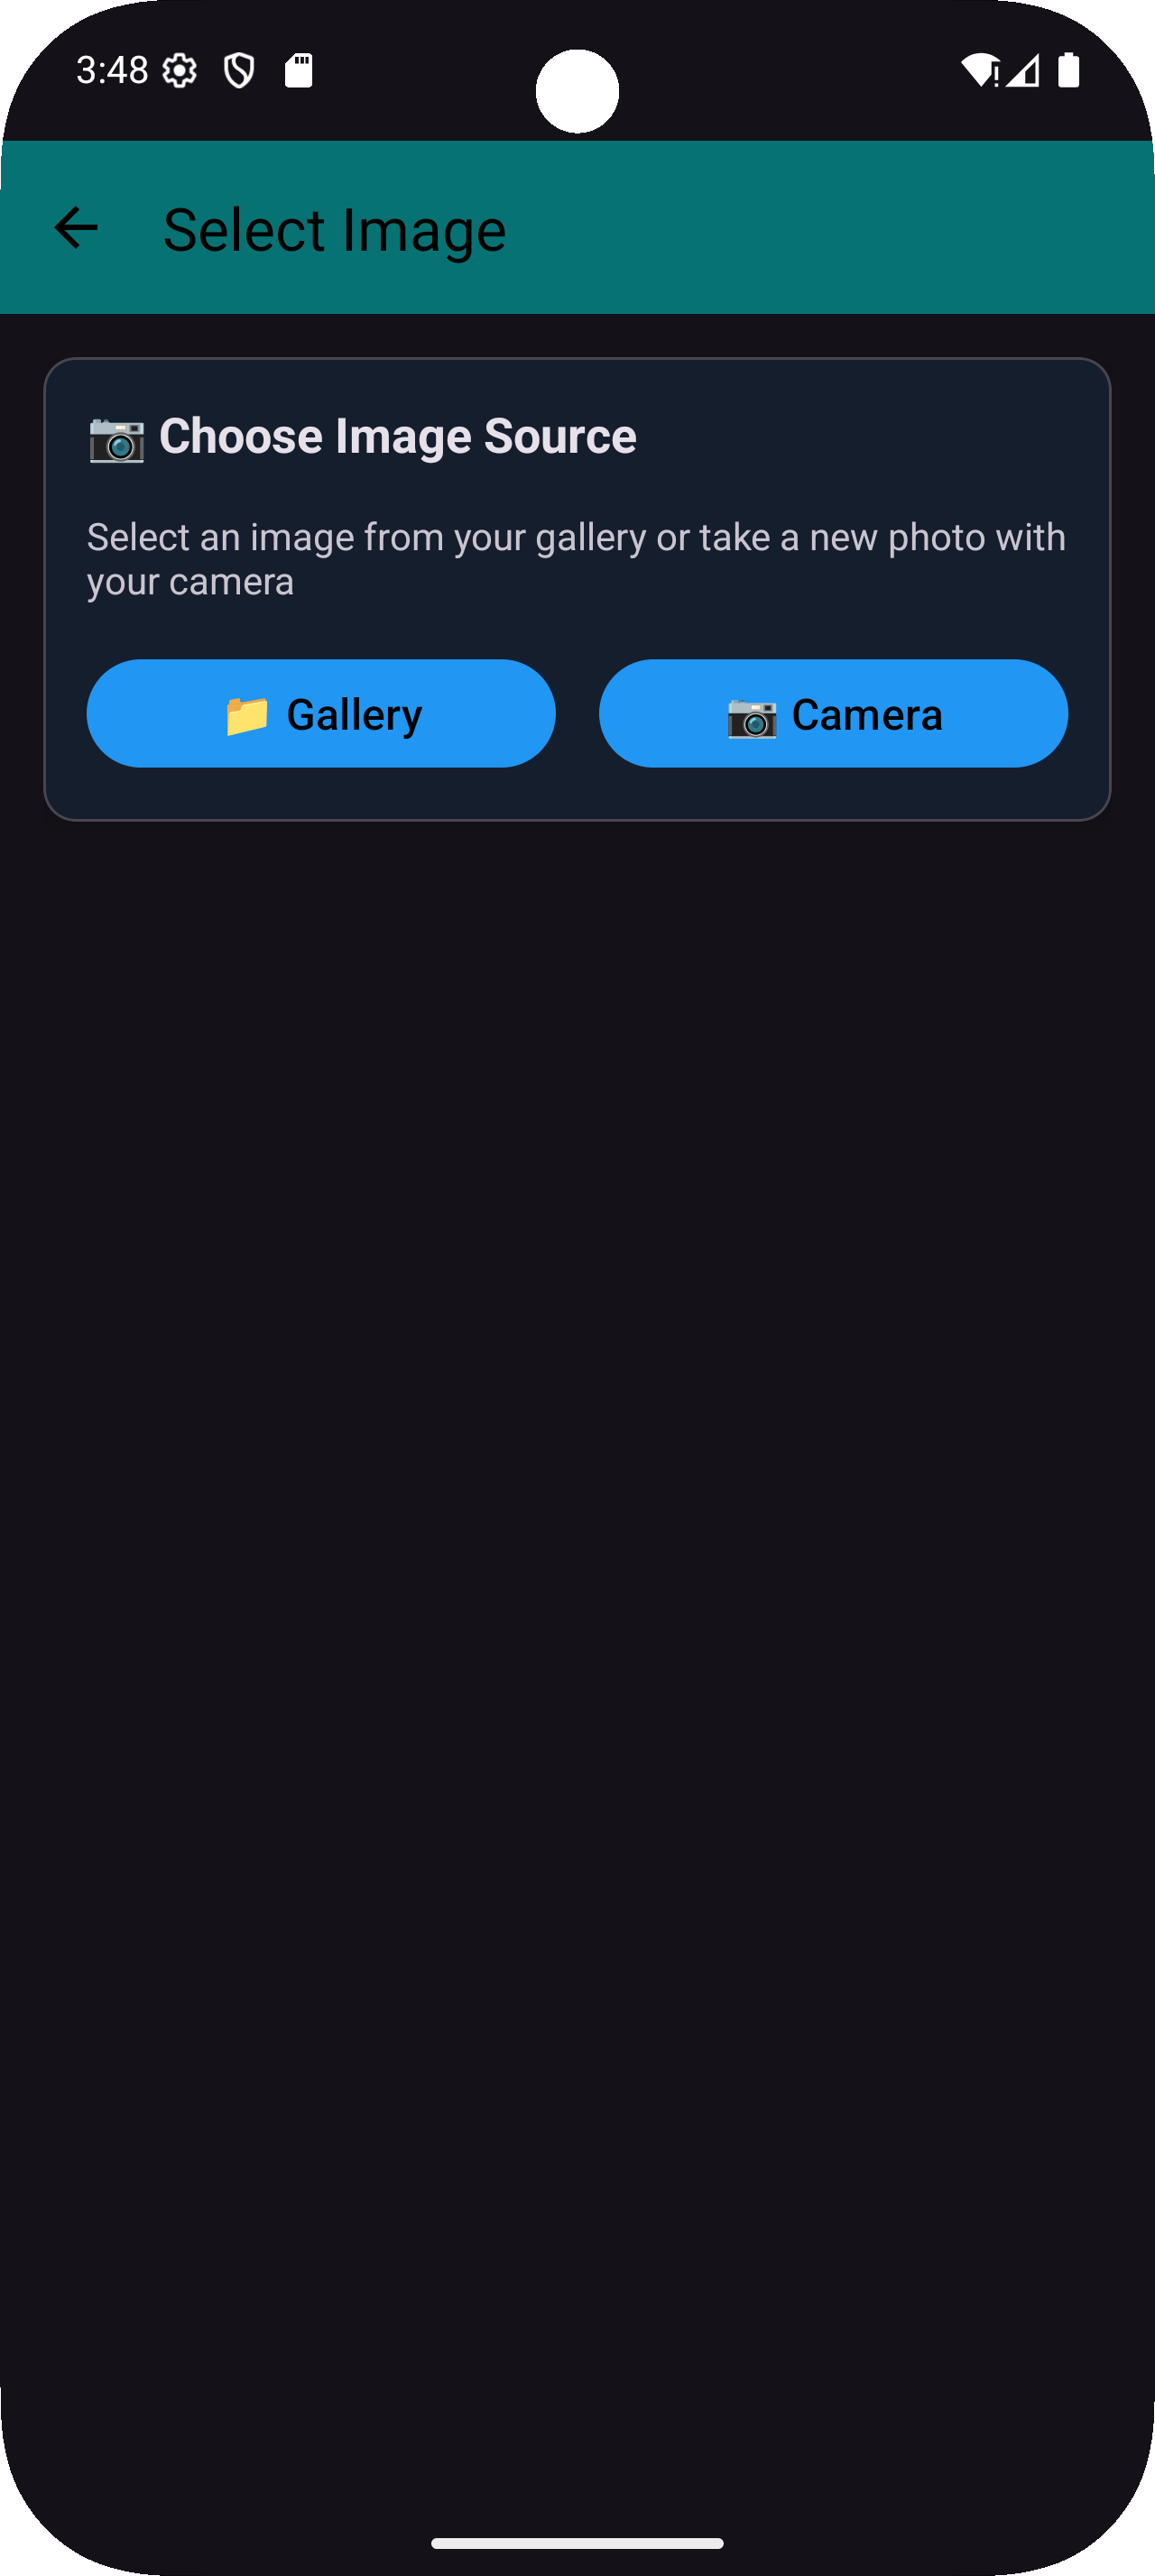 3:48
Select Image
📷 Choose Image Source
Select an image from your gallery or take a new photo with
your camera
📁 Gallery
📷 Camera